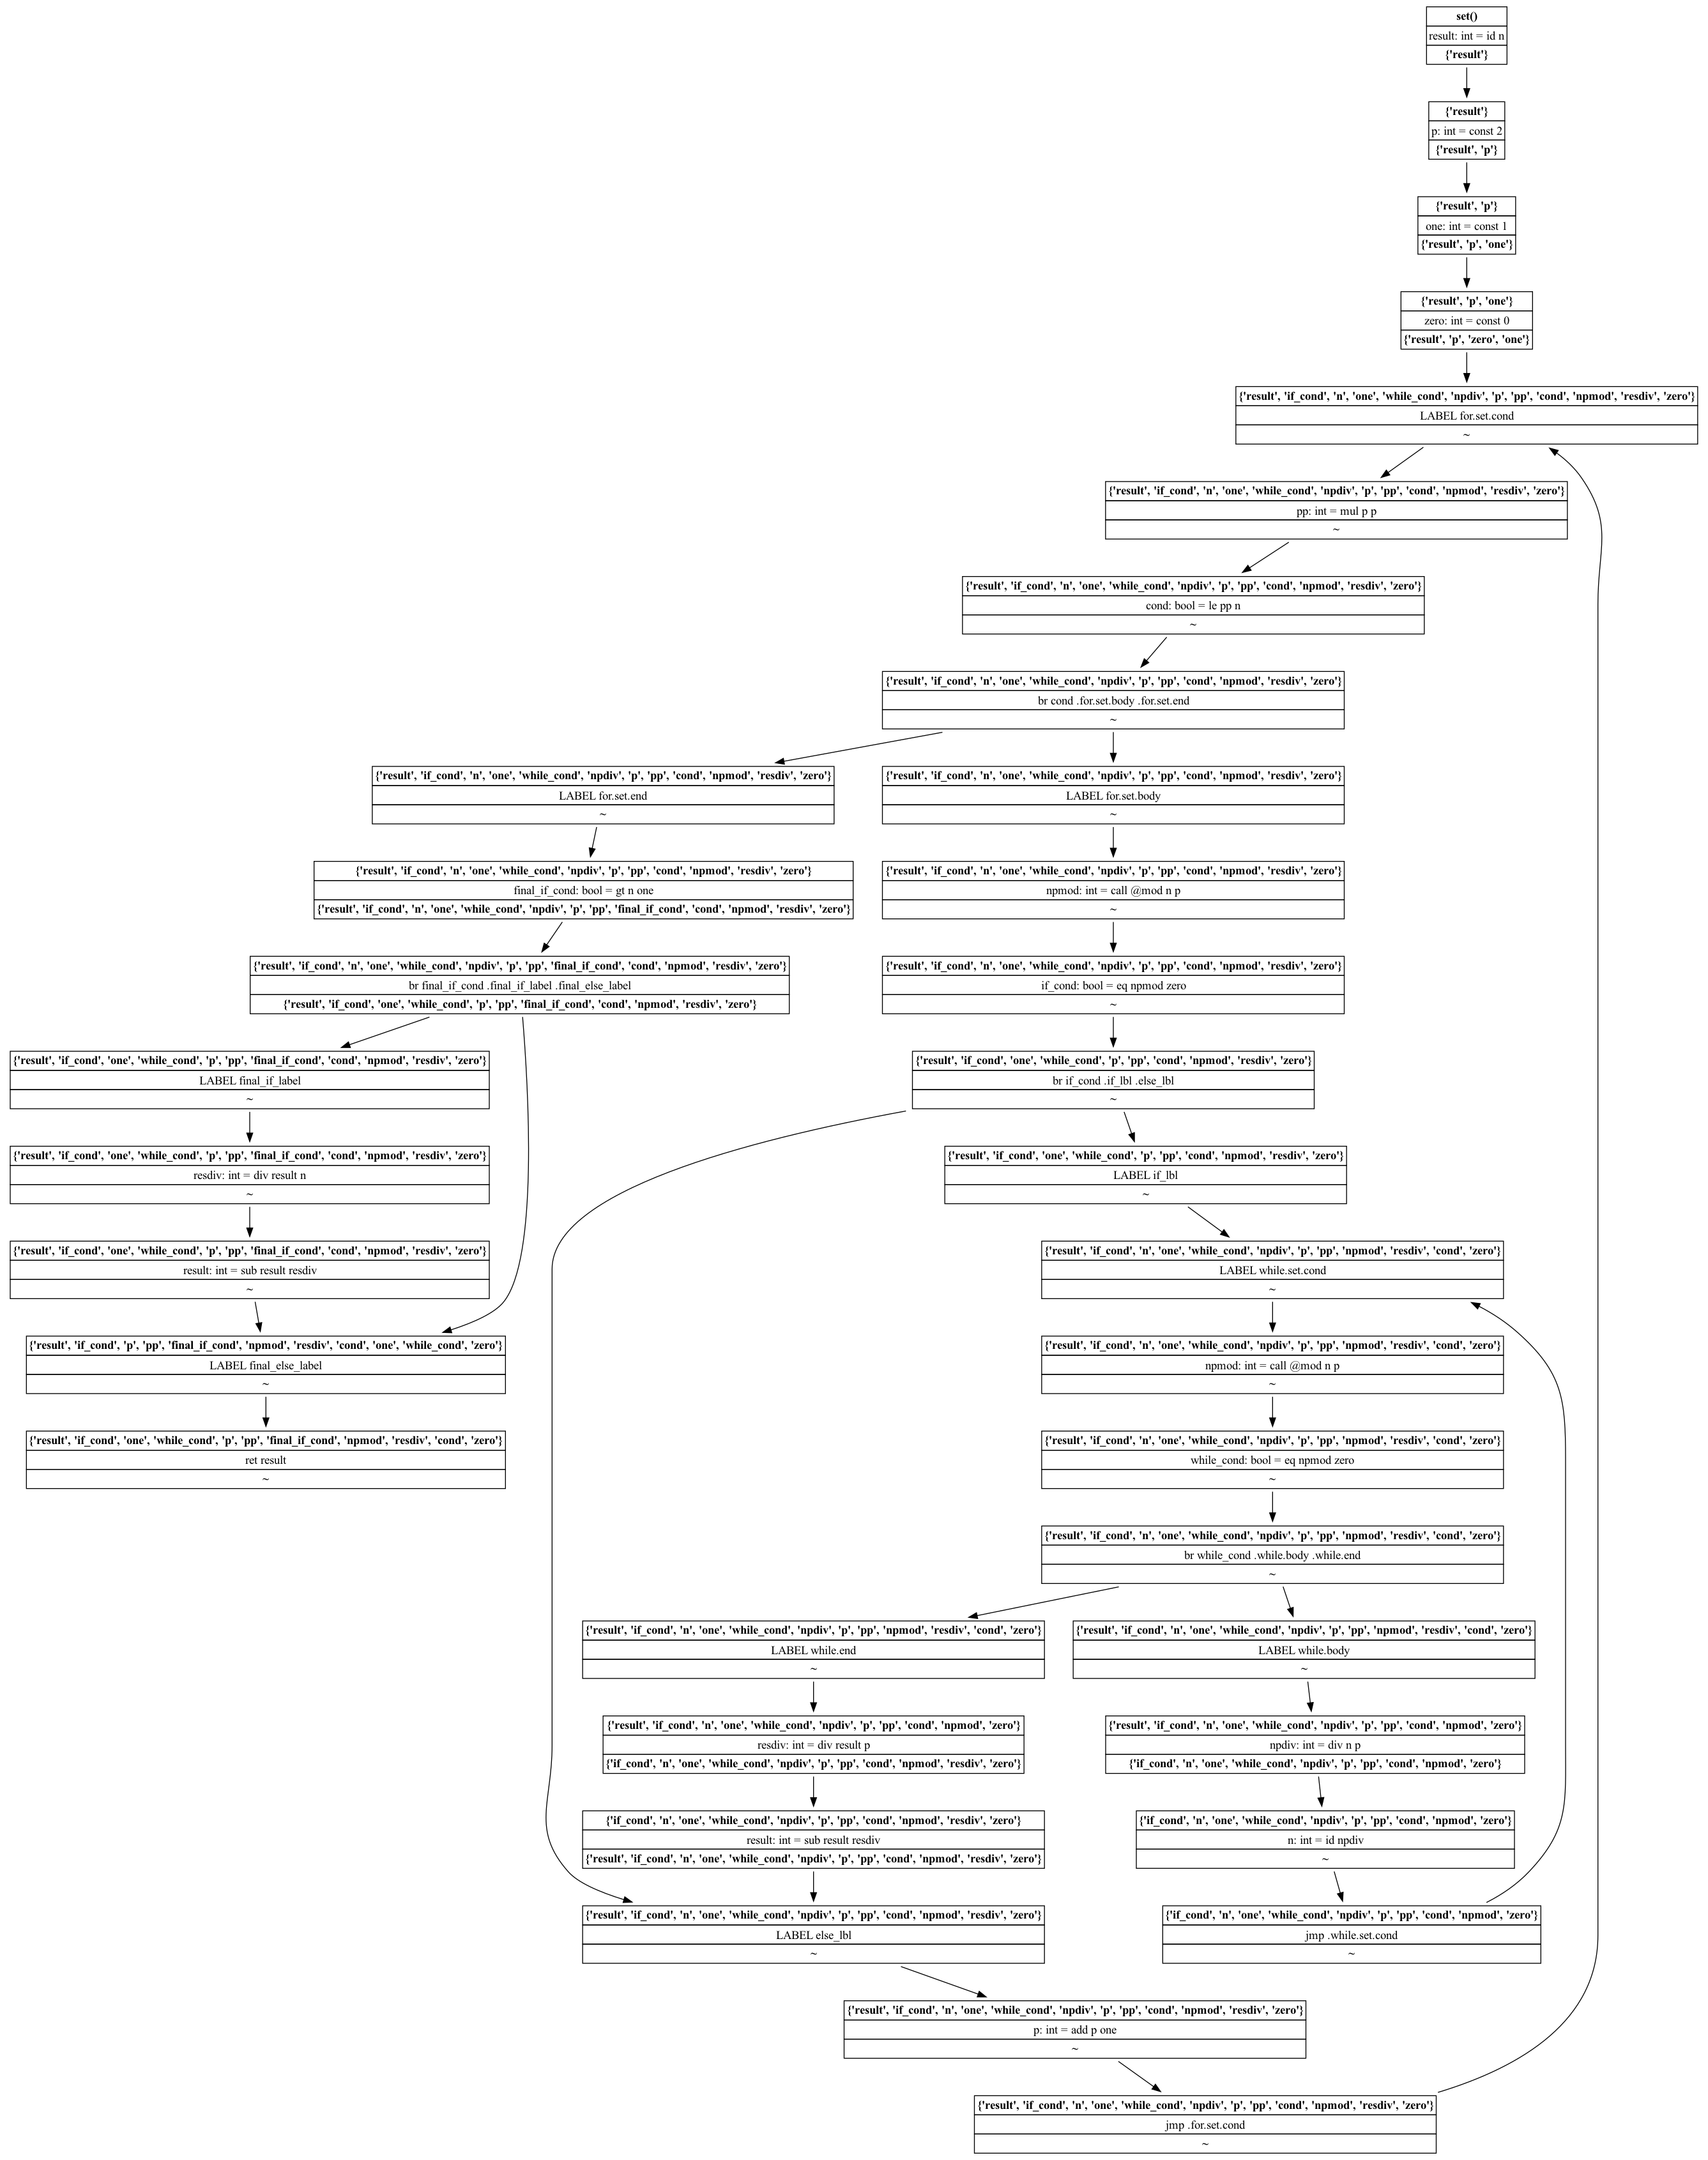 set()
result: int = id n
{'result'}
{'result'}
p: int = const 2
{'result', 'p'}
{'result', 'p'}
one: int = const 1
{'result', 'p', 'one'}
{'result', 'p', 'one'}
zero: int = const 0
{'result', 'p', 'zero', 'one'}
{'result', 'if_cond', 'n', 'one', 'while_cond', 'npdiv', 'p', 'pp', 'cond', 'npmod', 'resdiv', 'zero'}
LABEL for.set.cond
~
{'result', 'if_cond', 'n', 'one', 'while_cond', 'npdiv', 'p', 'pp', 'cond', 'npmod', 'resdiv', 'zero'}
pp: int = mul p p
~
{'result', 'if_cond', 'n', 'one', 'while_cond', 'npdiv', 'p', 'pp', 'cond', 'npmod', 'resdiv', 'zero'}
cond: bool = le pp n
~
{'result', 'if_cond', 'n', 'one', 'while_cond', 'npdiv', 'p', 'pp', 'cond', 'npmod', 'resdiv', 'zero'}
br cond .for.set.body .for.set.end
~
{'result', 'if_cond', 'n', 'one', 'while_cond', 'npdiv', 'p', 'pp', 'cond', 'npmod', 'resdiv', 'zero'}
LABEL for.set.end
~
{'result', 'if_cond', 'n', 'one', 'while_cond', 'npdiv', 'p', 'pp', 'cond', 'npmod', 'resdiv', 'zero'}
LABEL for.set.body
~
{'result', 'if_cond', 'n', 'one', 'while_cond', 'npdiv', 'p', 'pp', 'cond', 'npmod', 'resdiv', 'zero'}
final_if_cond: bool = gt n one
{'result', 'if_cond', 'n', 'one', 'while_cond', 'npdiv', 'p', 'pp', 'final_if_cond', 'cond', 'npmod', 'resdiv', 'zero'}
{'result', 'if_cond', 'n', 'one', 'while_cond', 'npdiv', 'p', 'pp', 'cond', 'npmod', 'resdiv', 'zero'}
npmod: int = call @mod n p
~
{'result', 'if_cond', 'n', 'one', 'while_cond', 'npdiv', 'p', 'pp', 'final_if_cond', 'cond', 'npmod', 'resdiv', 'zero'}
br final_if_cond .final_if_label .final_else_label
{'result', 'if_cond', 'one', 'while_cond', 'p', 'pp', 'final_if_cond', 'cond', 'npmod', 'resdiv', 'zero'}
{'result', 'if_cond', 'n', 'one', 'while_cond', 'npdiv', 'p', 'pp', 'cond', 'npmod', 'resdiv', 'zero'}
if_cond: bool = eq npmod zero
~
{'result', 'if_cond', 'one', 'while_cond', 'p', 'pp', 'final_if_cond', 'cond', 'npmod', 'resdiv', 'zero'}
LABEL final_if_label
~
{'result', 'if_cond', 'one', 'while_cond', 'p', 'pp', 'cond', 'npmod', 'resdiv', 'zero'}
br if_cond .if_lbl .else_lbl
~
{'result', 'if_cond', 'one', 'while_cond', 'p', 'pp', 'final_if_cond', 'cond', 'npmod', 'resdiv', 'zero'}
resdiv: int = div result n
~
{'result', 'if_cond', 'one', 'while_cond', 'p', 'pp', 'cond', 'npmod', 'resdiv', 'zero'}
LABEL if_lbl
~
{'result', 'if_cond', 'one', 'while_cond', 'p', 'pp', 'final_if_cond', 'cond', 'npmod', 'resdiv', 'zero'}
result: int = sub result resdiv
~
{'result', 'if_cond', 'n', 'one', 'while_cond', 'npdiv', 'p', 'pp', 'npmod', 'resdiv', 'cond', 'zero'}
LABEL while.set.cond
~
{'result', 'if_cond', 'p', 'pp', 'final_if_cond', 'npmod', 'resdiv', 'cond', 'one', 'while_cond', 'zero'}
LABEL final_else_label
~
{'result', 'if_cond', 'n', 'one', 'while_cond', 'npdiv', 'p', 'pp', 'npmod', 'resdiv', 'cond', 'zero'}
npmod: int = call @mod n p
~
{'result', 'if_cond', 'one', 'while_cond', 'p', 'pp', 'final_if_cond', 'npmod', 'resdiv', 'cond', 'zero'}
ret result
~
{'result', 'if_cond', 'n', 'one', 'while_cond', 'npdiv', 'p', 'pp', 'npmod', 'resdiv', 'cond', 'zero'}
while_cond: bool = eq npmod zero
~
{'result', 'if_cond', 'n', 'one', 'while_cond', 'npdiv', 'p', 'pp', 'npmod', 'resdiv', 'cond', 'zero'}
br while_cond .while.body .while.end
~
{'result', 'if_cond', 'n', 'one', 'while_cond', 'npdiv', 'p', 'pp', 'npmod', 'resdiv', 'cond', 'zero'}
LABEL while.end
~
{'result', 'if_cond', 'n', 'one', 'while_cond', 'npdiv', 'p', 'pp', 'npmod', 'resdiv', 'cond', 'zero'}
LABEL while.body
~
{'result', 'if_cond', 'n', 'one', 'while_cond', 'npdiv', 'p', 'pp', 'cond', 'npmod', 'zero'}
resdiv: int = div result p
{'if_cond', 'n', 'one', 'while_cond', 'npdiv', 'p', 'pp', 'cond', 'npmod', 'resdiv', 'zero'}
{'result', 'if_cond', 'n', 'one', 'while_cond', 'npdiv', 'p', 'pp', 'cond', 'npmod', 'zero'}
npdiv: int = div n p
{'if_cond', 'n', 'one', 'while_cond', 'npdiv', 'p', 'pp', 'cond', 'npmod', 'zero'}
{'if_cond', 'n', 'one', 'while_cond', 'npdiv', 'p', 'pp', 'cond', 'npmod', 'resdiv', 'zero'}
result: int = sub result resdiv
{'result', 'if_cond', 'n', 'one', 'while_cond', 'npdiv', 'p', 'pp', 'cond', 'npmod', 'resdiv', 'zero'}
{'if_cond', 'n', 'one', 'while_cond', 'npdiv', 'p', 'pp', 'cond', 'npmod', 'zero'}
n: int = id npdiv
~
{'result', 'if_cond', 'n', 'one', 'while_cond', 'npdiv', 'p', 'pp', 'cond', 'npmod', 'resdiv', 'zero'}
LABEL else_lbl
~
{'if_cond', 'n', 'one', 'while_cond', 'npdiv', 'p', 'pp', 'cond', 'npmod', 'zero'}
jmp .while.set.cond
~
{'result', 'if_cond', 'n', 'one', 'while_cond', 'npdiv', 'p', 'pp', 'cond', 'npmod', 'resdiv', 'zero'}
p: int = add p one
~
{'result', 'if_cond', 'n', 'one', 'while_cond', 'npdiv', 'p', 'pp', 'cond', 'npmod', 'resdiv', 'zero'}
jmp .for.set.cond
~